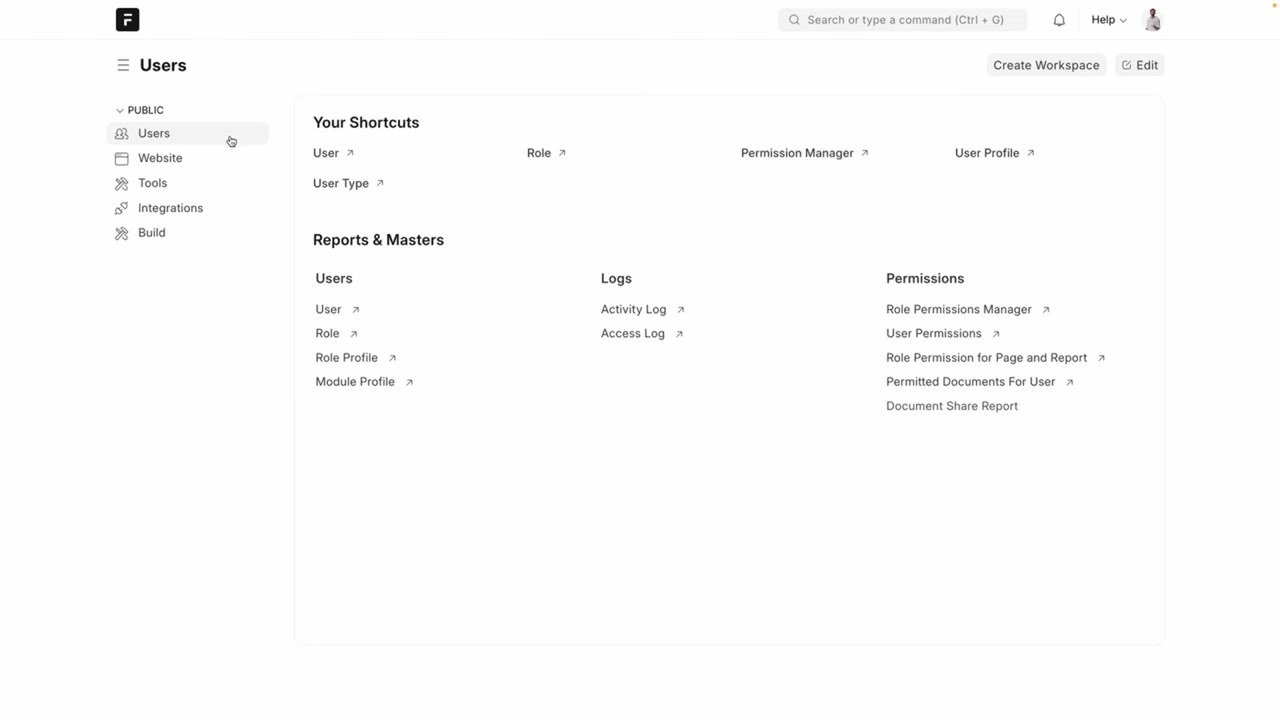 F
Search or type a command (Ctrl + G)
Help
Users
Create Workspace
Edit
PUBLIC
Users
Website
Tools
Integrations
Build
Your Shortcuts
User
Role
Permission Manager
User Profile
User Type
Reports & Masters
Users
User
Role
Role Profile
Module Profile
Logs
Activity Log
Access Log
Permissions
Role Permissions Manager
User Permissions
Role Permission for Page and Report
Permitted Documents For User
Document Share Report